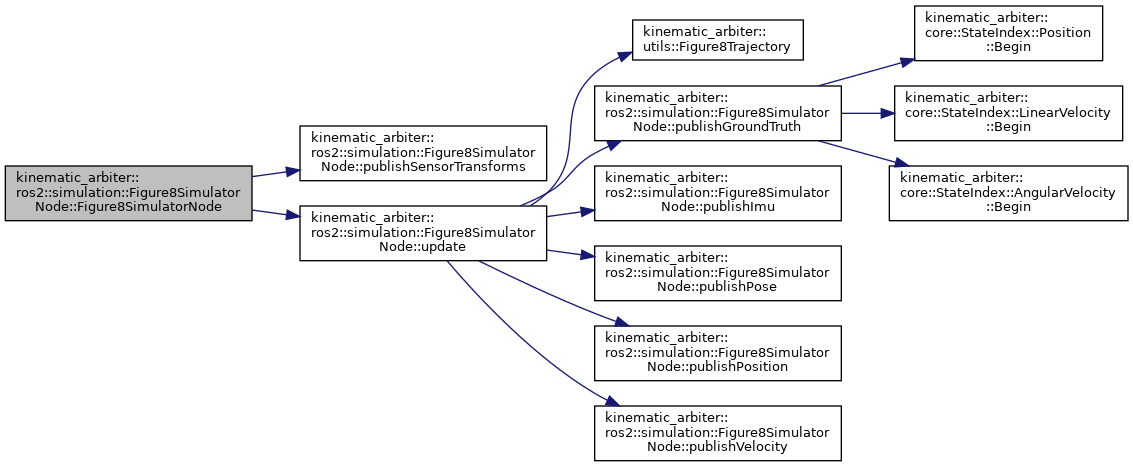 kinematic_arbiter::
ros2::simulation::Figure8Simulator
Node::Figure8SimulatorNode
kinematic_arbiter::
ros2::simulation::Figure8Simulator
Node::publishSensorTransforms
kinematic_arbiter::
ros2::simulation::Figure8Simulator
Node::update
kinematic_arbiter::
utils::Figure8Trajectory
kinematic_arbiter::
ros2::simulation::Figure8Simulator
Node::publishGroundTruth
kinematic_arbiter::
core::StateIndex::Position
::Begin
kinematic_arbiter::
core::StateIndex::LinearVelocity
::Begin
kinematic_arbiter::
core::StateIndex::AngularVelocity
::Begin
kinematic_arbiter::
ros2::simulation::Figure8Simulator
Node::publishImu
kinematic_arbiter::
ros2::simulation::Figure8Simulator
Node::publishPose
kinematic_arbiter::
ros2::simulation::Figure8Simulator
Node::publishPosition
kinematic_arbiter::
ros2::simulation::Figure8Simulator
Node::publishVelocity